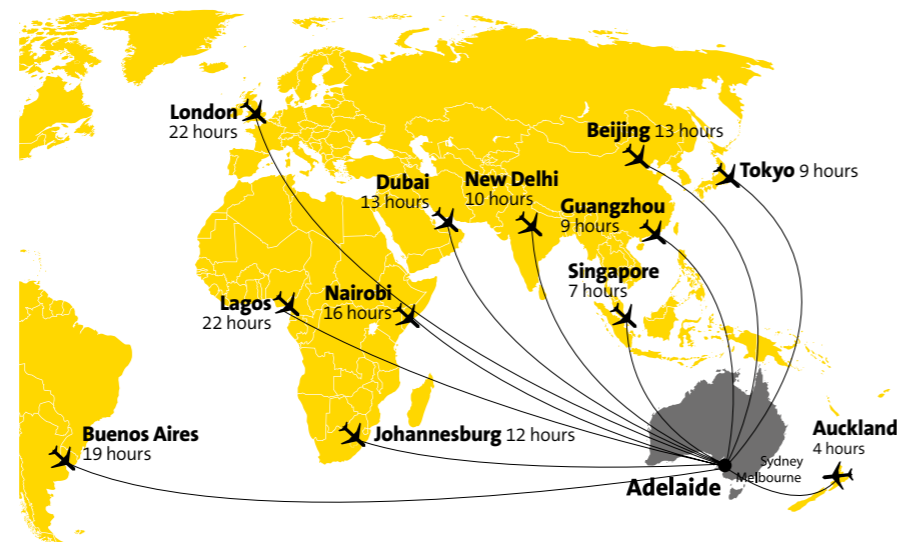 London
22 hours
Beijing 13 hours
Tokyo 9 hours
Dubai
13 hours
New Delhi
10 hours
Guangzhou
9 hours
Singapore
7 hours
Lagos
22 hours
Nairobi
16 hours
Buenos Aires
19 hours
Johannesburg 12 hours
Auckland
4 hours
Sydney
Melbourne
Adelaide